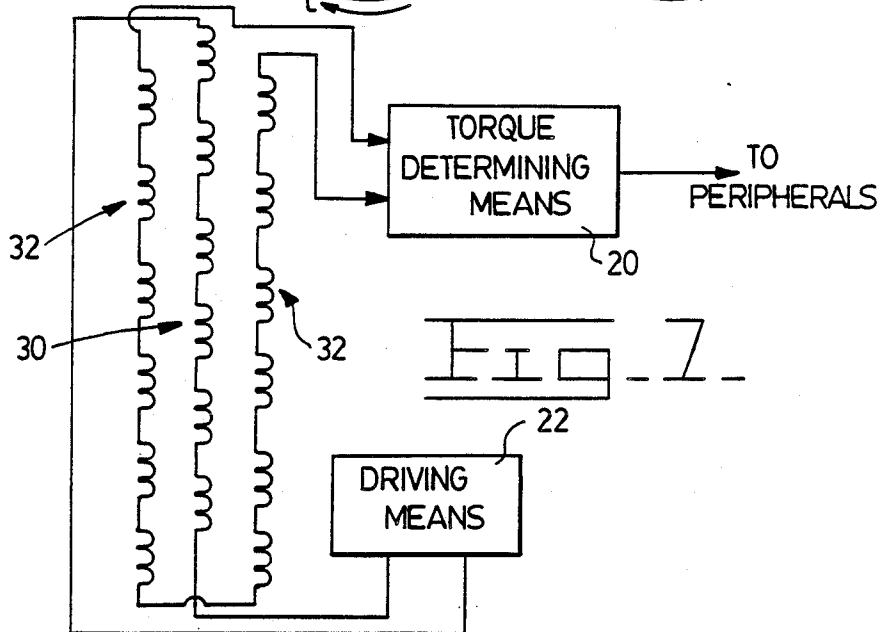 TORQUE
DETERMINING
MEANS
TO
PERIPHERALS
32
20
30
32
Fig. 7
22
DRIVING
MEANS